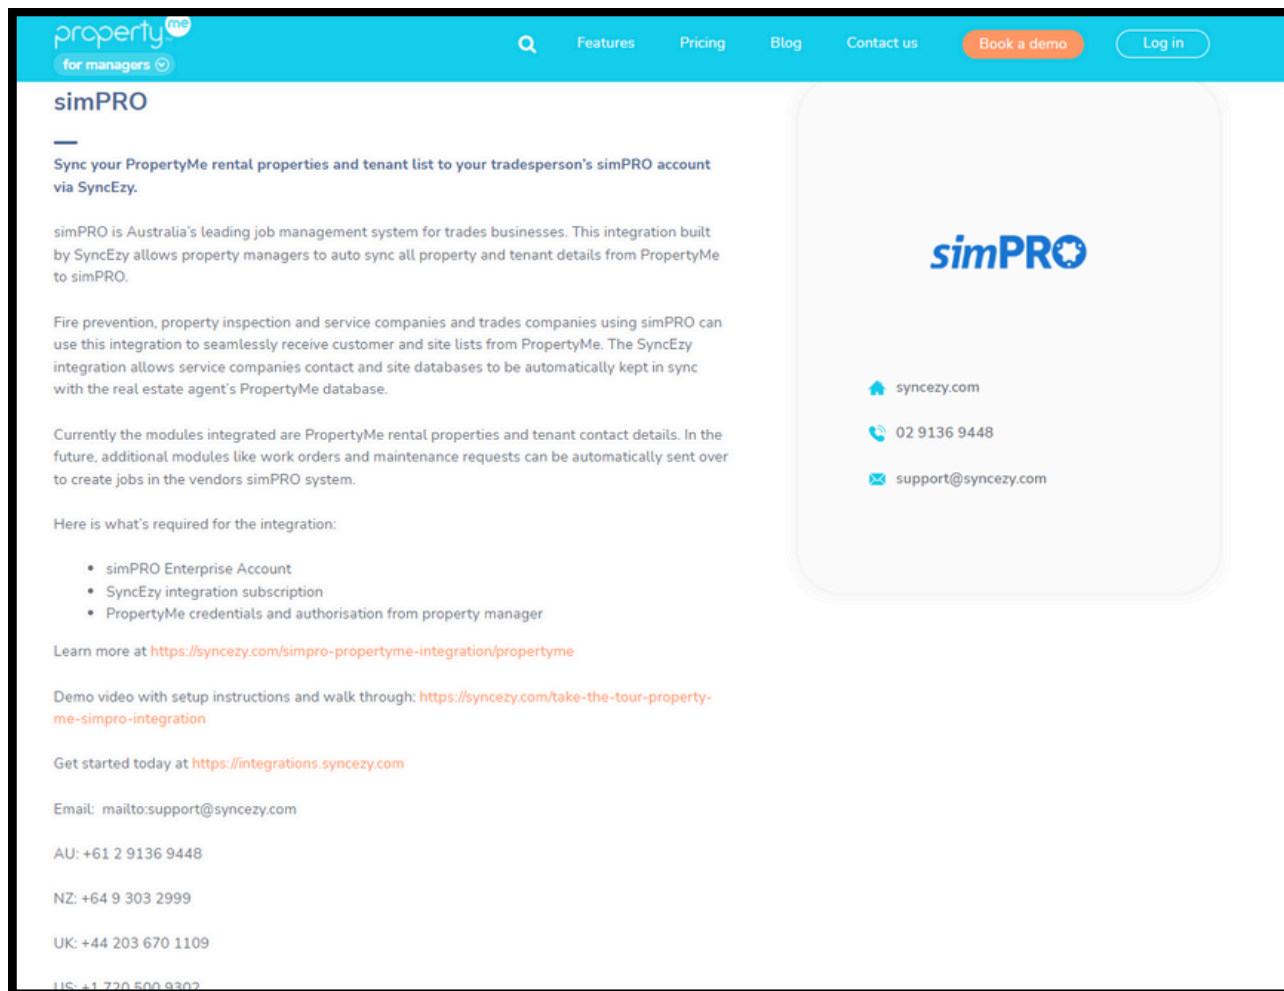 property me
for managers
Features
Pricing
Blog
Contact us
Book a demo
Log in
simPRO
Sync your PropertyMe rental properties and tenant list to your tradesperson's simPRO account
via SyncEzy.
simPRO is Australia's leading job management system for trades businesses. This integration built
by SyncEzy allows property managers to auto sync all property and tenant details from PropertyMe
to simPRO.
Fire prevention, property inspection and service companies and trades companies using simPRO can
use this integration to seamlessly receive customer and site lists from PropertyMe. The SyncEzy
integration allows service companies contact and site databases to be automatically kept in sync
with the real estate agent's PropertyMe database.
Currently the modules integrated are PropertyMe rental properties and tenant contact details. In the
future, additional modules like work orders and maintenance requests can be automatically sent over
to create jobs in the vendors simPRO system.
Here is what's required for the integration:
• simPRO Enterprise Account
• SyncEzy integration subscription
• PropertyMe credentials and authorisation from property manager
Learn more at https://syncezy.com/simpro-propertyme-integration/propertyme
Demo video with setup instructions and walk through: https://syncezy.com/take-the-tour-property-
me-simpro-integration
Get started today at https://integrations.syncezy.com
Email:  mailto:support@syncezy.com
AU: +61 2 9136 9448
NZ: +64 9 303 2999
UK: +44 203 670 1109
US: +1 720 500 9302
simPRO
syncezy.com
02 9136 9448
support@syncezy.com